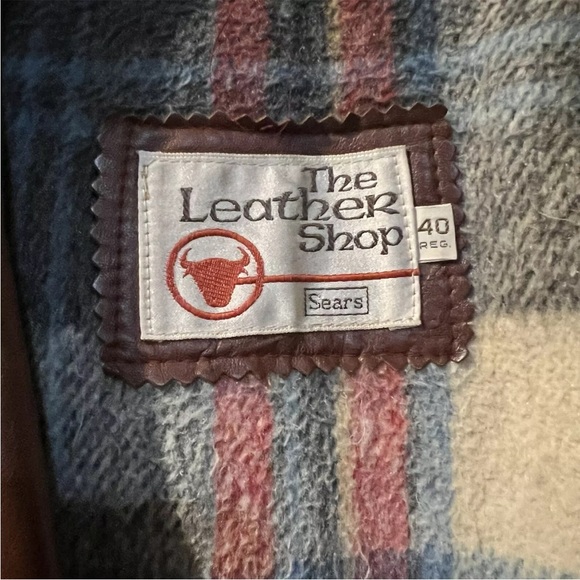 The
Leather
Shop
40
REG.
Sears